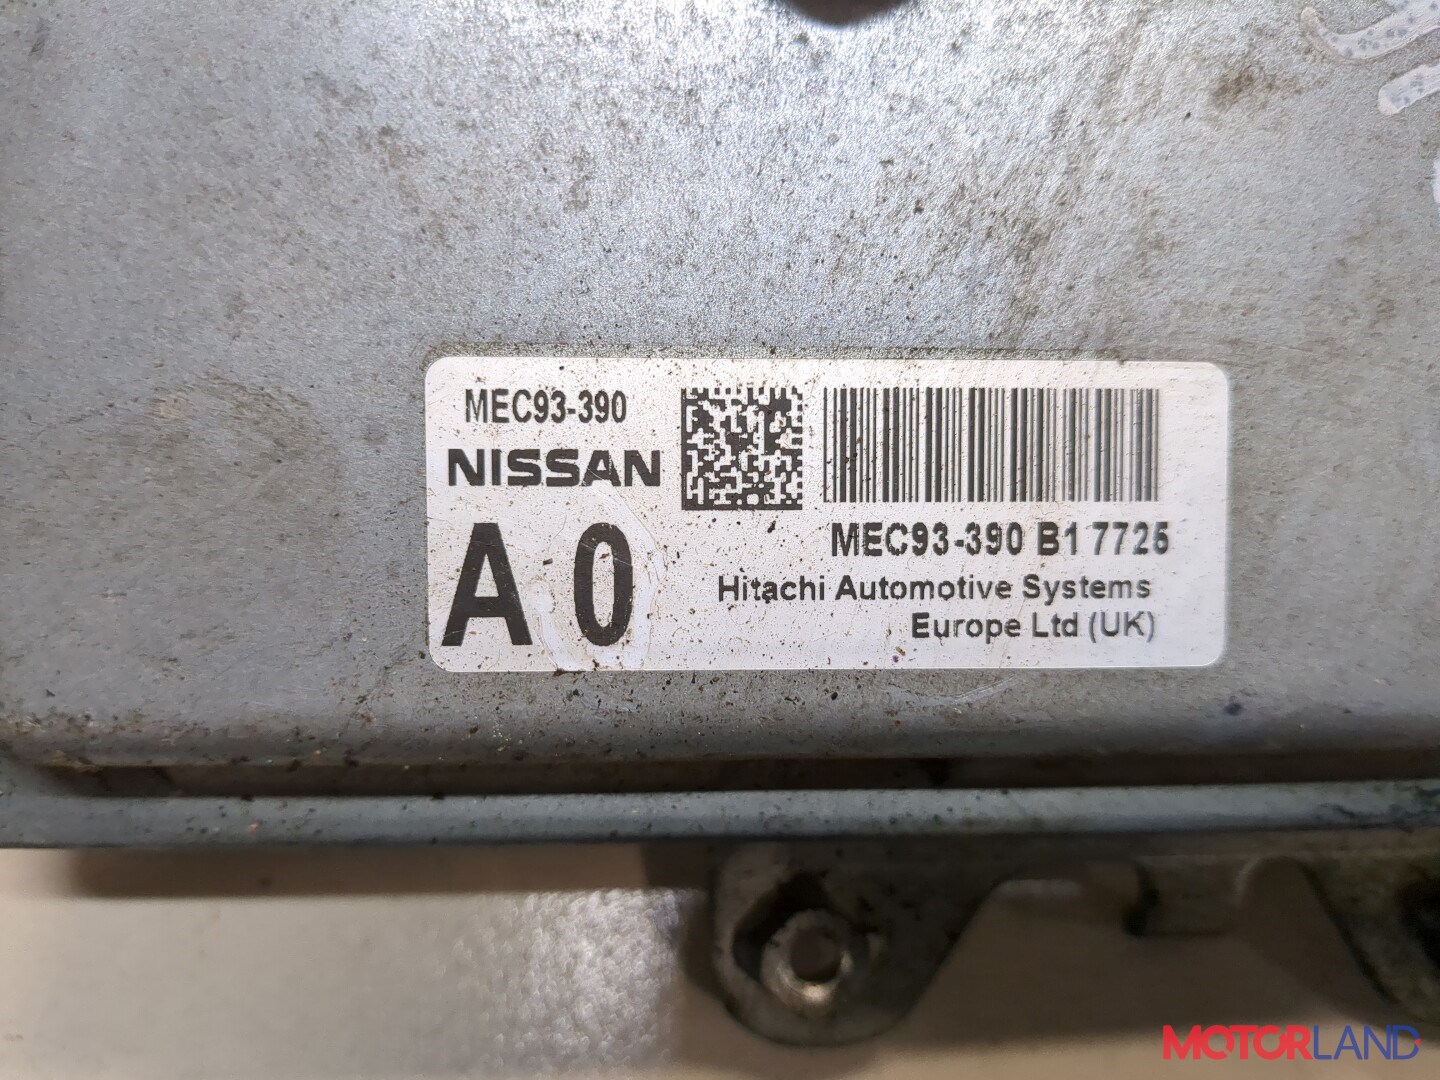 MEC93-390
NISSAN
A 0
MEC93-390 B1 7725
Hitachi Automotive Systems
Europe Ltd (UK)
MOTORLAND